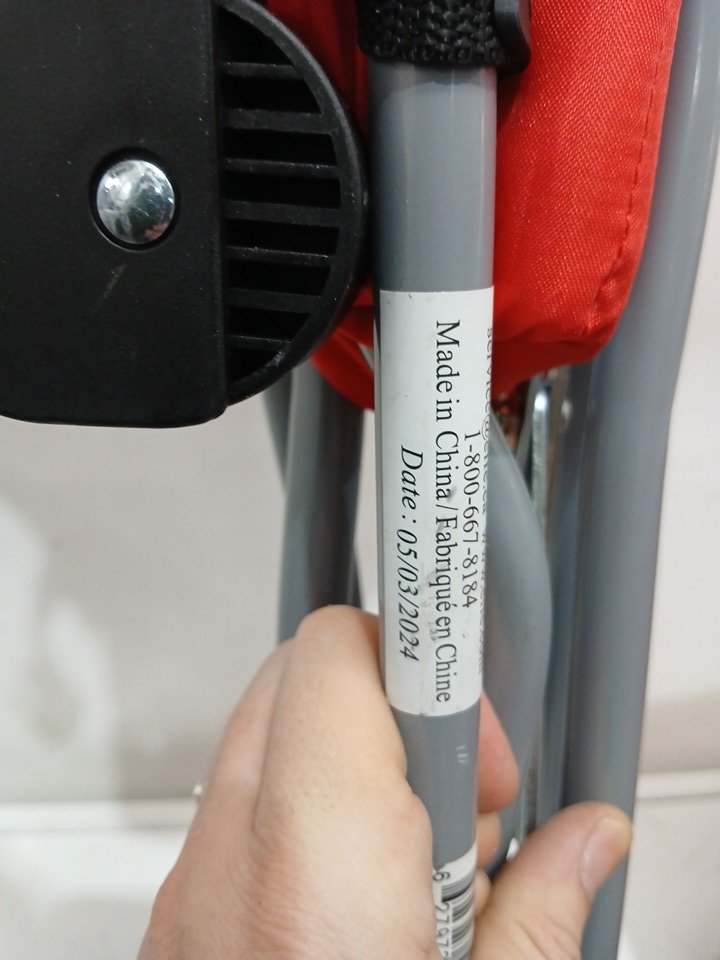 1-800-667-8184
Made in China / Fabriqué en Chine
Date : 05/03/2024